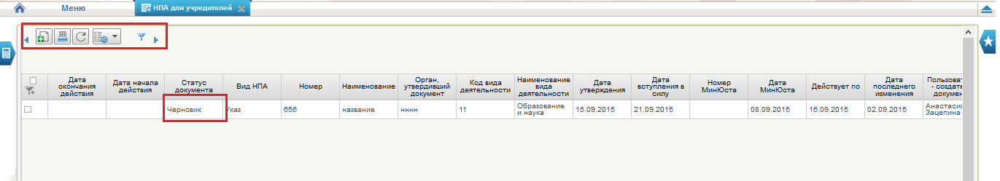 Меню
НПА для учредителей
Дата окончания действия
Дата начала действия
Статус документа
Вид НПА
Номер
Наименование
Орган, утвердивший документ
Код вида деятельности
Наименование вида деятельности
Дата утверждения
Дата вступления в силу
Номер МинЮста
Дата МинЮста
Действует по
Дата последнего изменения
Пользоват - создате документ
Черновик
Указ
656
название
нннн
11
Образование и наука
15.09.2015
21.09.2015
08.09.2015
16.09.2015
02.09.2015
Анастасия Зацепина